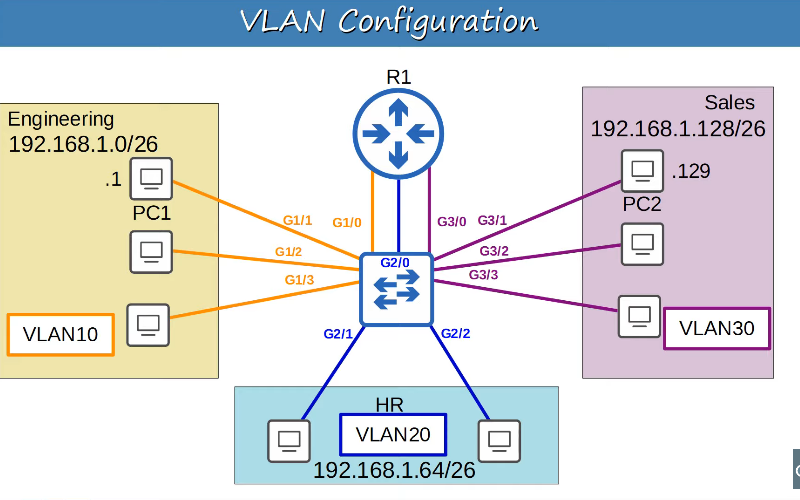 VLAN Configuration
R1
Engineering
192.168.1.0/26
.1
PC1
VLAN10
Sales
192.168.1.128/26
.129
PC2
VLAN30
G1/1
G1/0
G3/0
G3/1
G1/2
G2/0
G3/2
G1/3
G3/3
G2/1
G2/2
HR
VLAN20
192.168.1.64/26